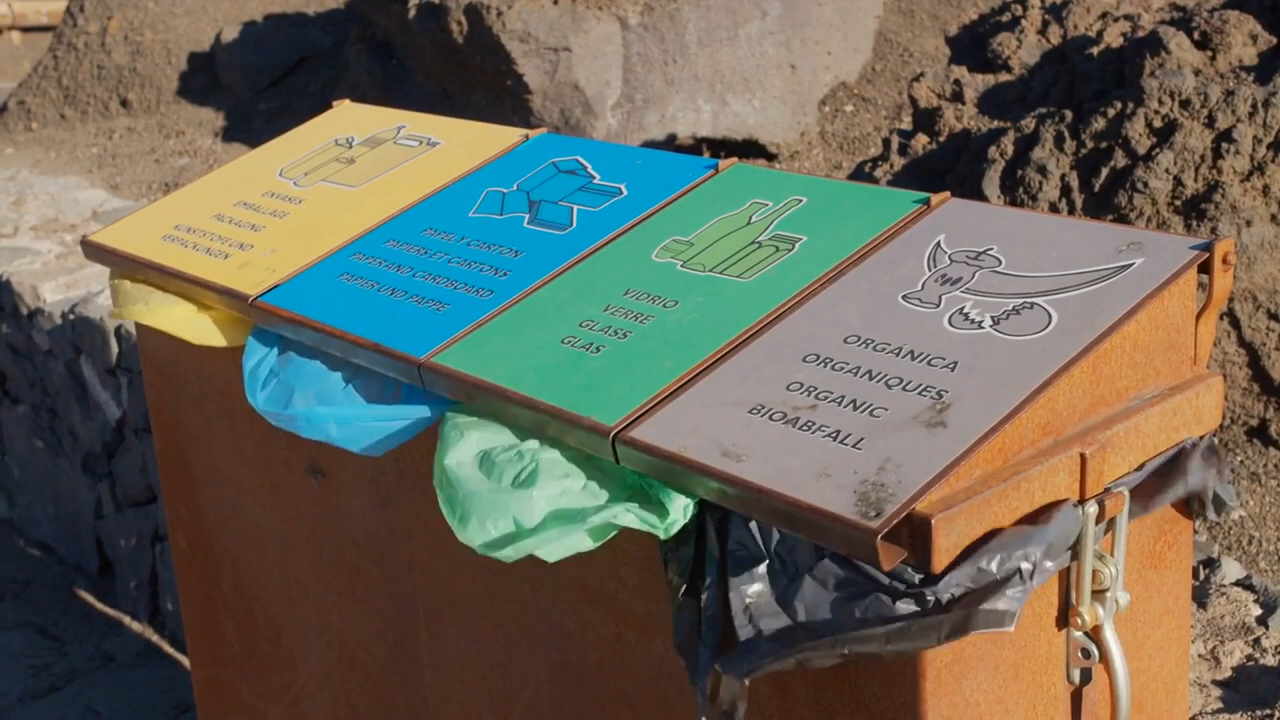 ENVASES
EMBALLAGE
PACKAGING
KUNSTSTOFE UND
VERPACKUNGEN
PAPEL Y CARTÓN
PAPIERS ET CARTONS
PAPER AND CARDBOARD
PAPIER UND PAPPE
VIDRIO
VERRE
GLASS
GLAS
ORGÁNICA
ORGANIQUES
ORGANIC
BIOABFALL